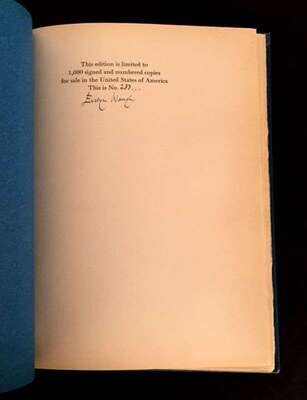 This edition is limited to
1,000 signed and numbered copies
for sale in the United States of America
This is No. 239...
Evelyn Waugh